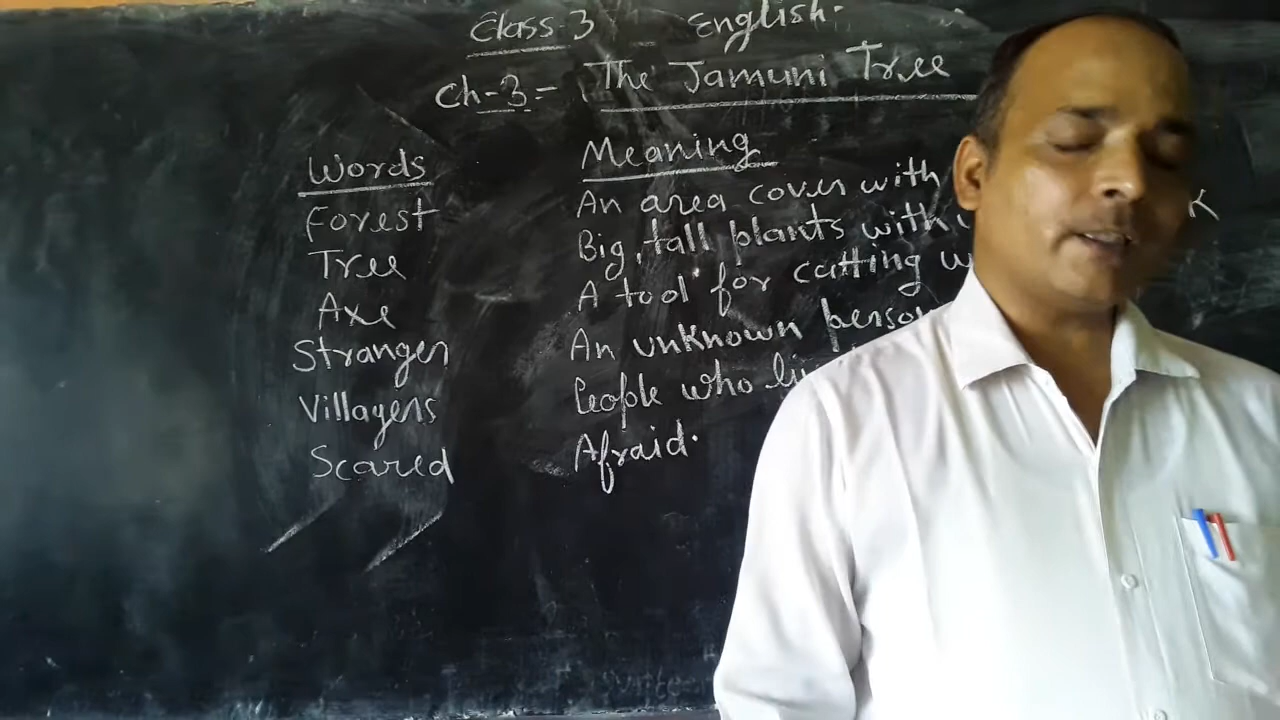 Class-3 English.
Ch-3:- The Jamuni Tree
Words Meaning
Forest An area cover with
Tree Big, tall plants with
Axe A tool for cutting
Stranger An unknown person
Villagers People who
Scared Afraid.